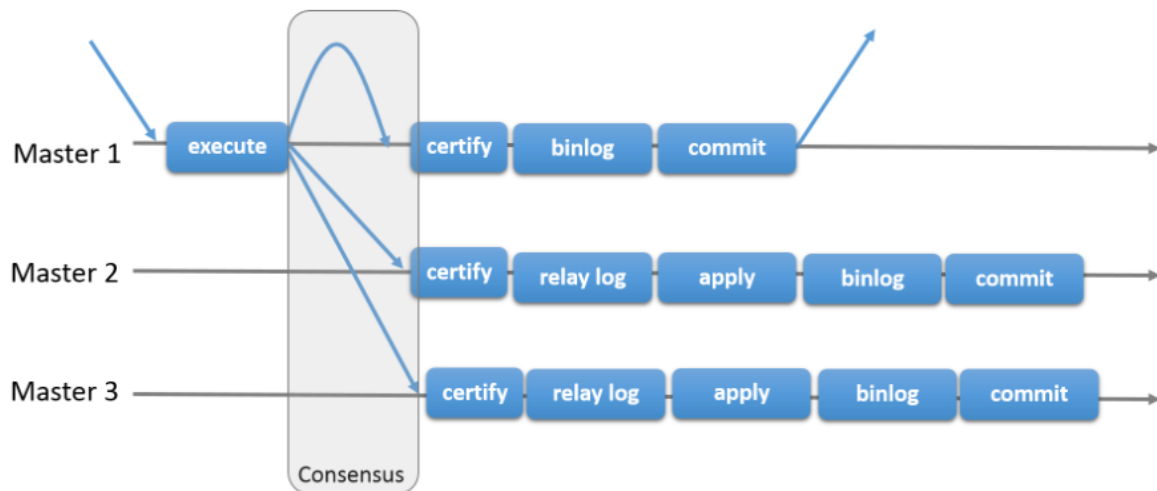 Master 1 execute certify binlog commit
Master 2 certify relay log apply binlog commit
Master 3 certify relay log apply binlog commit
Consensus